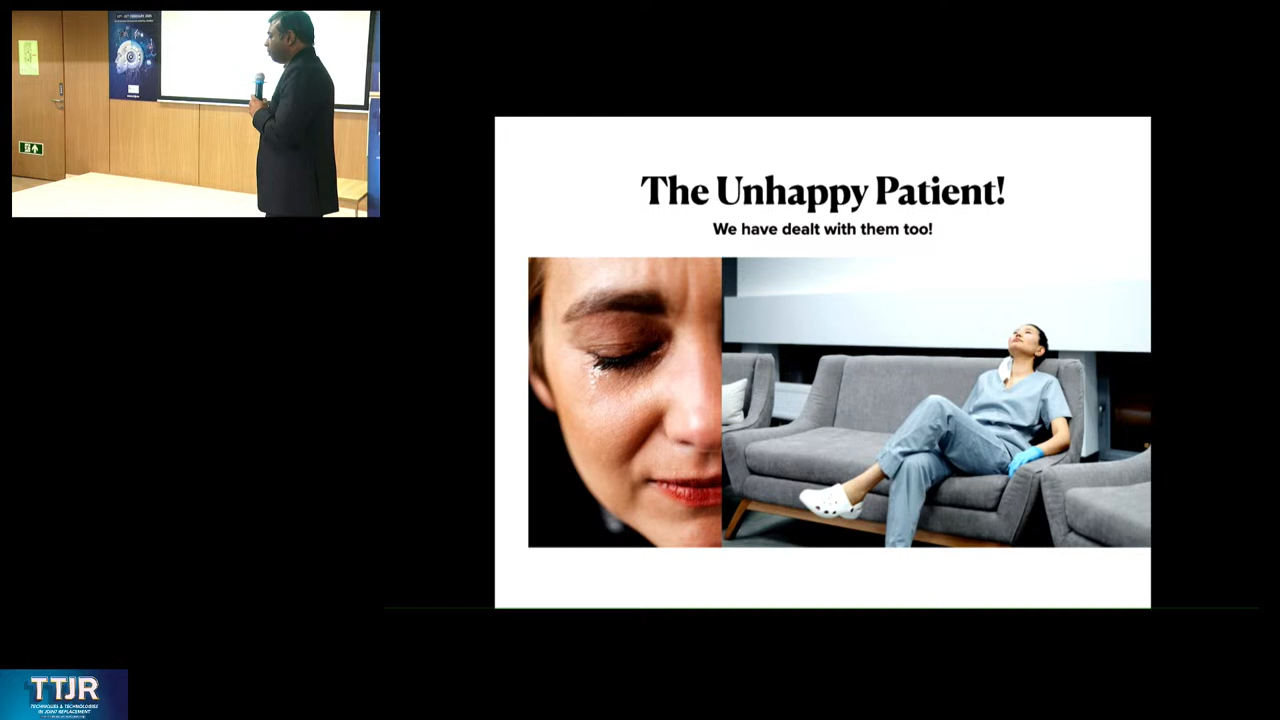 The Unhappy Patient!
We have dealt with them too!
TTJR
TECHNIQUES & TECHNOLOGIES
IN JOINT REPLACEMENT